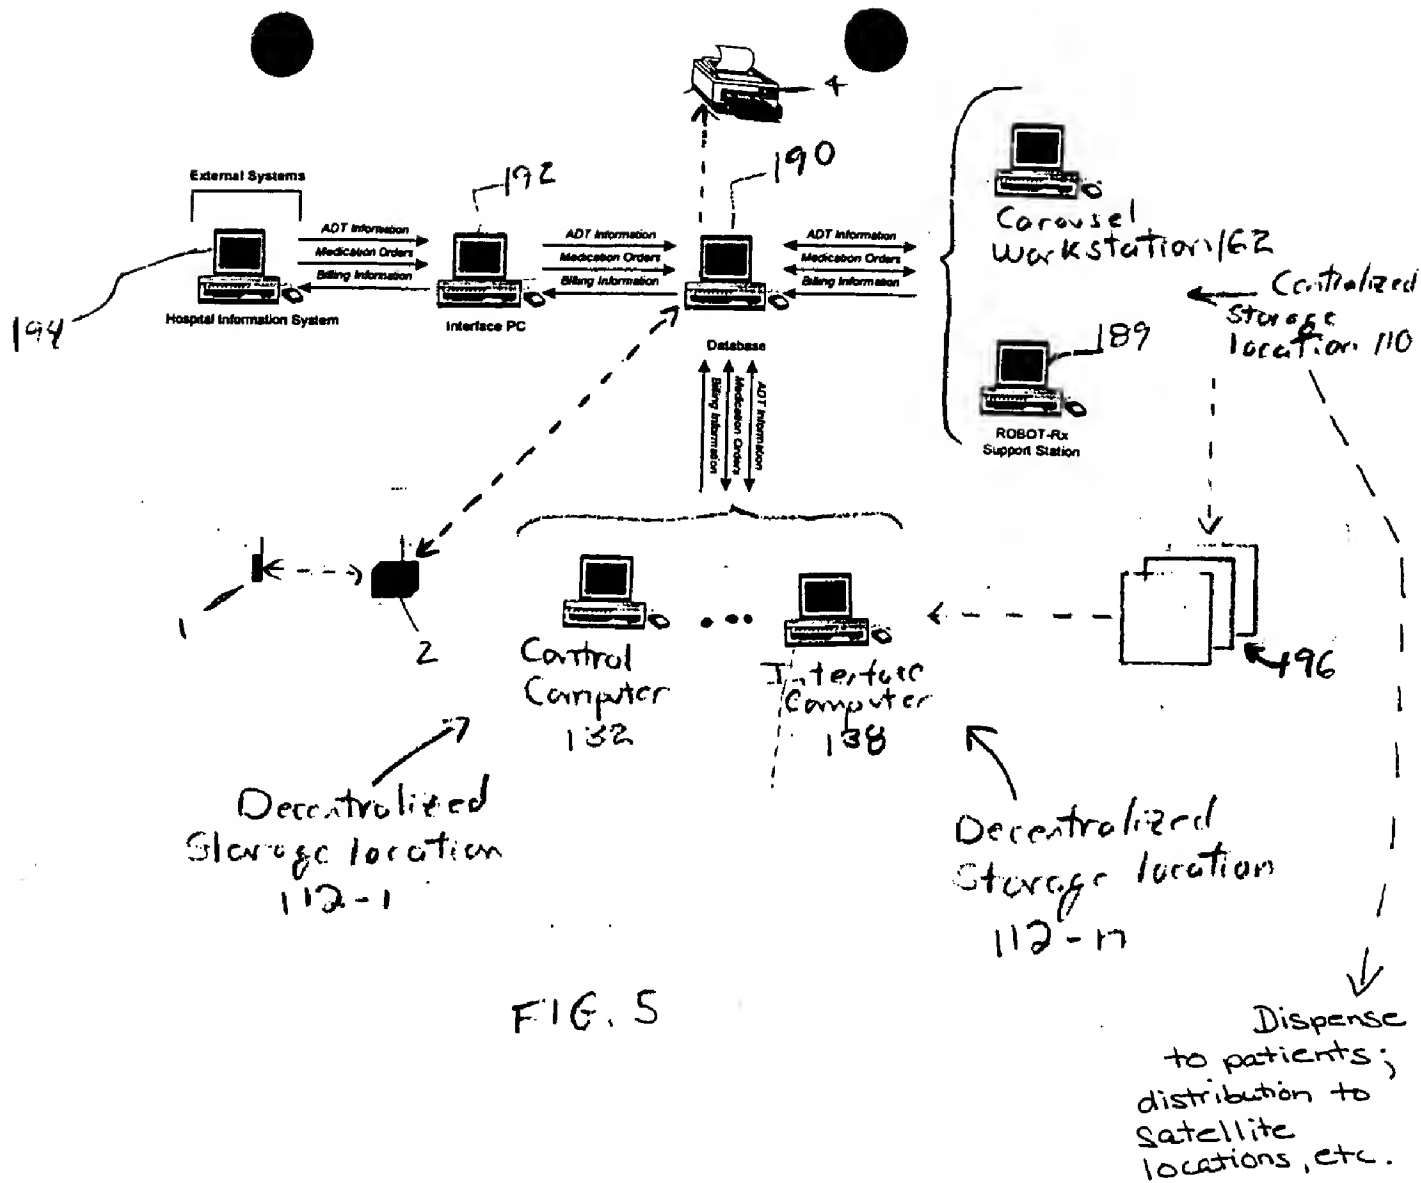 4
190
192
External Systems
ADT Information
Medication Orders
Billing Information
ADT Information
Medication Orders
Billing Information
ADT Information
Medication Orders
Billing Information
Carousel
Workstation 162
194
Hospital Information System
Interface PC
Database
Centralized
Storage
location 110
189
ROBOT-Rx
Support Station
ADT Information
Medication Orders
Billing Information
1
2
Control
Computer
132
Interface
Computer
138
196
Decentralized
Storage location
112-1
Decentralized
Storage location
112-n
FIG. 5
Dispense
to patients;
distribution to
satellite
locations, etc.